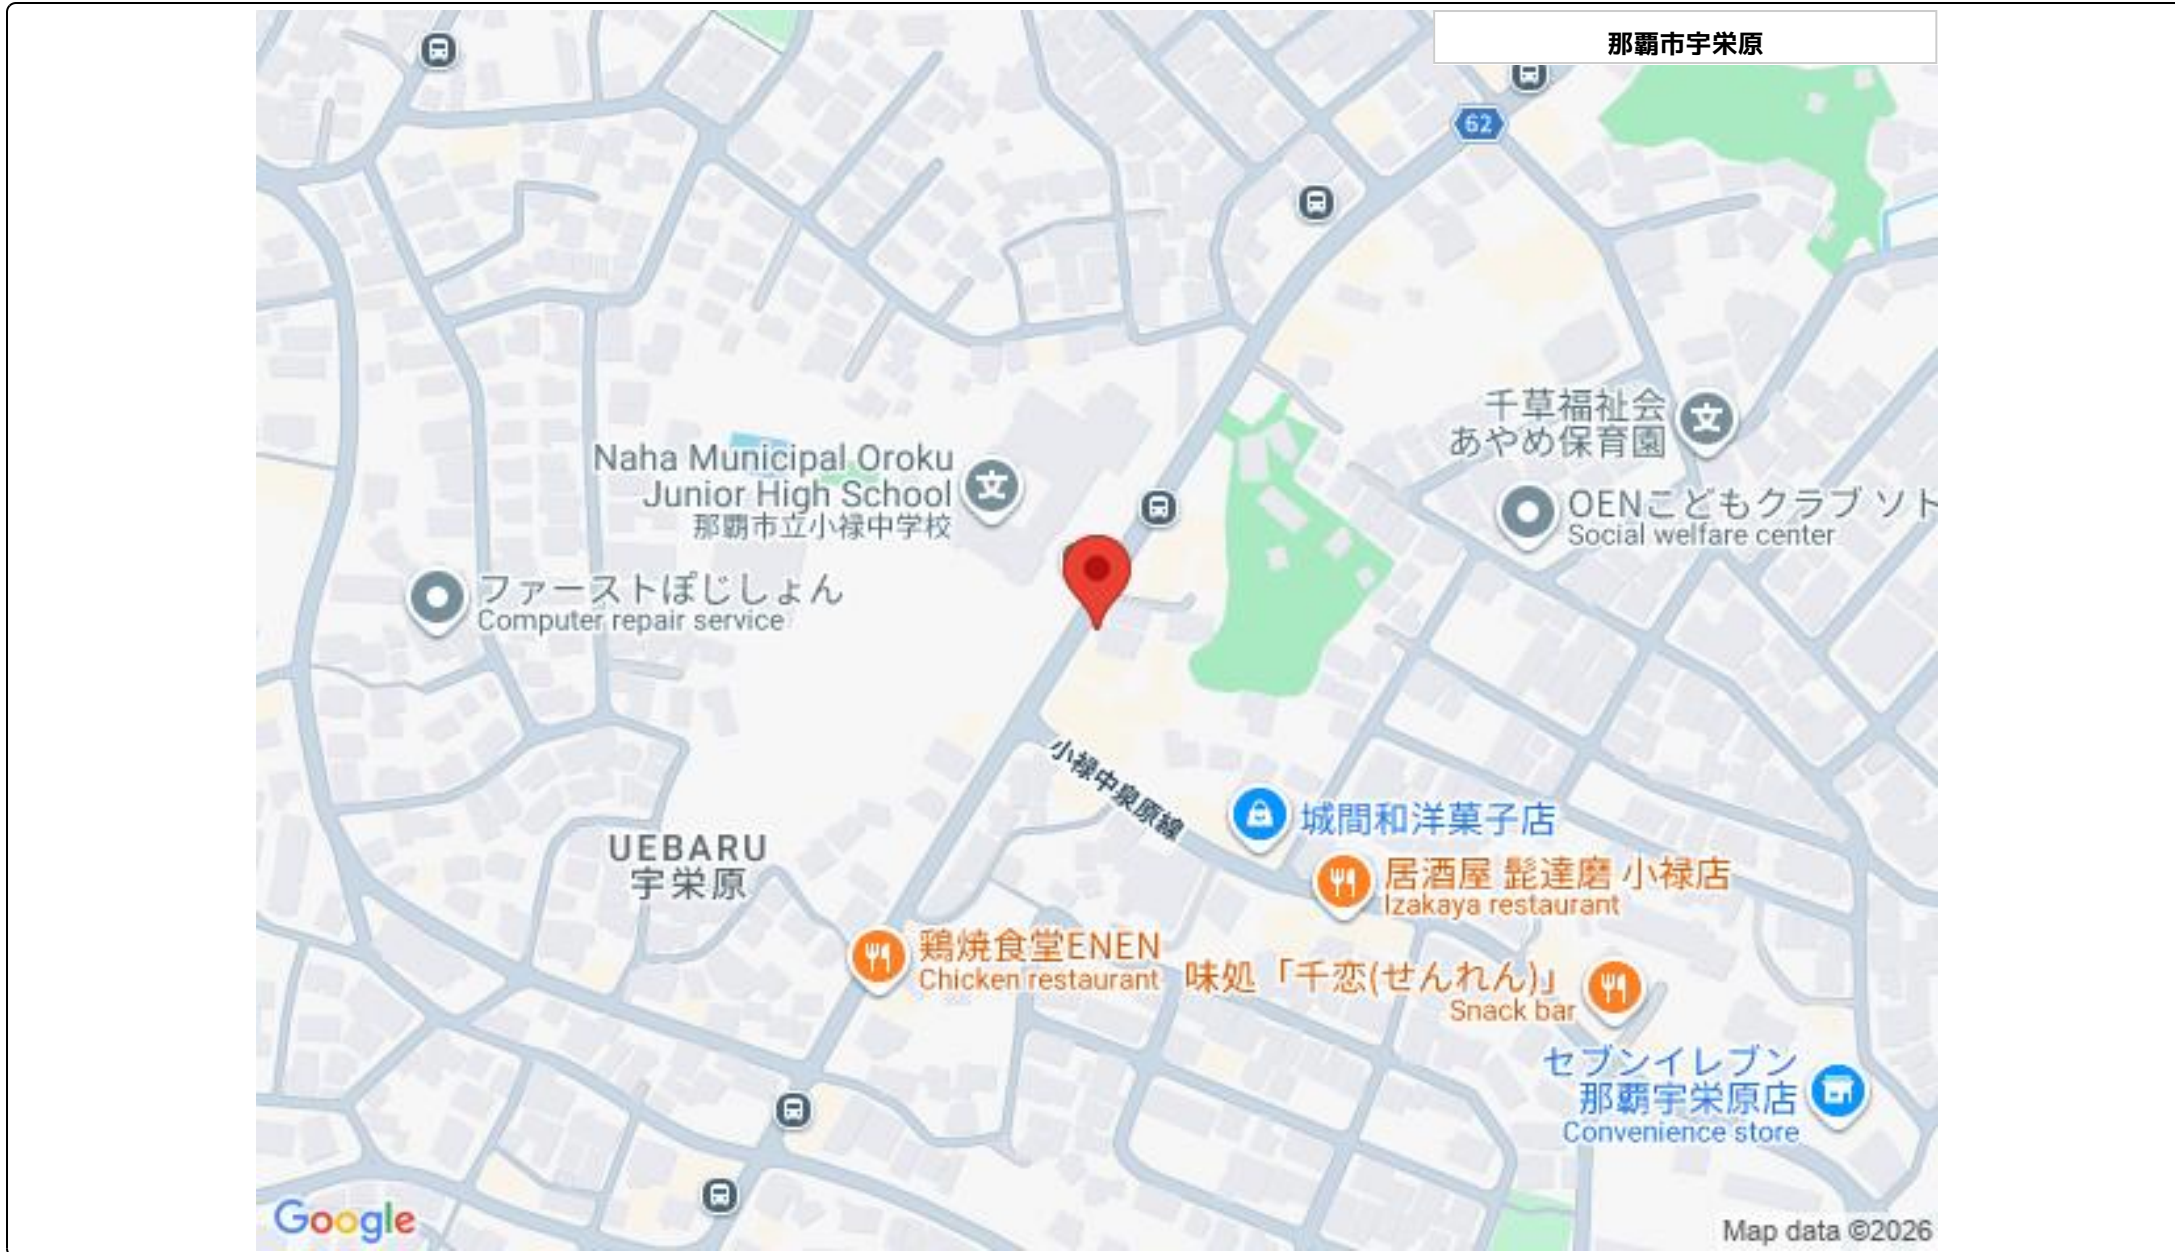 那覇市宇栄原
62
千草福祉会
あやめ保育園
Naha Municipal Oroku
Junior High School
那覇市立小禄中学校
OENこどもクラブ ソト
Social welfare center
ファーストぽじしょん
Computer repair service
小禄中泉原線
城間和洋菓子店
UEBARU
宇栄原
居酒屋 髭達磨 小禄店
Izakaya restaurant
鶏焼食堂ENEN
Chicken restaurant
味処「千恋(せんれん)」
Snack bar
セブンイレブン
那覇宇栄原店
Convenience store
Google
Map data ©2026